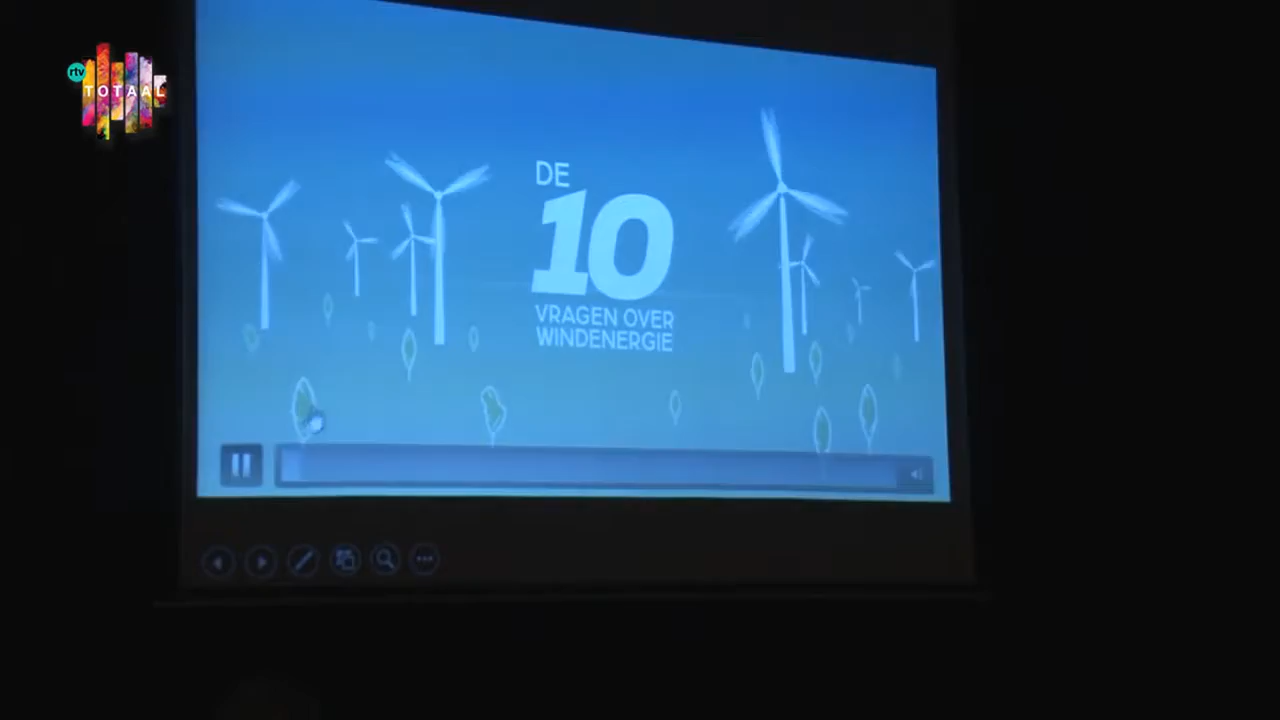 rtv
TOTAAL
DE
10
VRAGEN OVER
WINDENERGIE